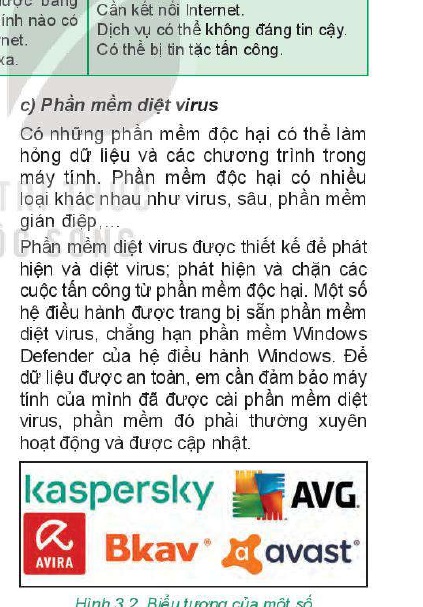 ính nào có
rnet.
xa.
Cần kết nối Internet.
Dịch vụ có thể không đáng tin cậy.
Có thể bị tin tặc tấn công.
c) Phần mềm diệt virus
Có những phần mềm độc hại có thể làm
hỏng dữ liệu và các chương trình trong
máy tính. Phần mềm độc hại có nhiều
loại khác nhau như virus, sâu, phần mềm
gián điệp,...
Phần mềm diệt virus được thiết kế để phát
hiện và diệt virus; phát hiện và chặn các
cuộc tấn công từ phần mềm độc hại. Một số
hệ điều hành được trang bị sẵn phần mềm
diệt virus, chẳng hạn phần mềm Windows
Defender của hệ điều hành Windows. Để
dữ liệu được an toàn, em cần đảm bảo máy
tính của mình đã được cài phần mềm diệt
virus, phần mềm đó phải thường xuyên
hoạt động và được cập nhật.
kaspersky
AVG
AVIRA
Bkav
avast
Hình 3.2. Biểu tượng của một số